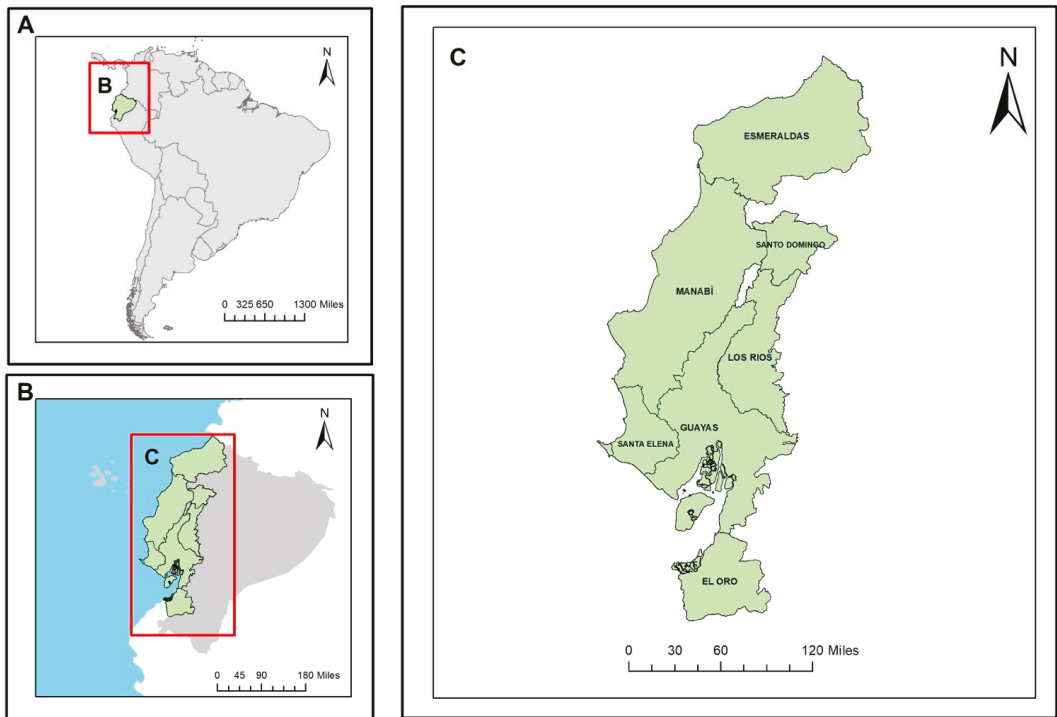 A
N
B
0 325 650 1300 Miles
B
N
C
0 45 90 180 Miles
C
N
ESMERALDAS
SANTO DOMINGO
MANABÌ
LOS RIOS
GUAYAS
SANTA ELENA
EL ORO
0 30 60 120 Miles